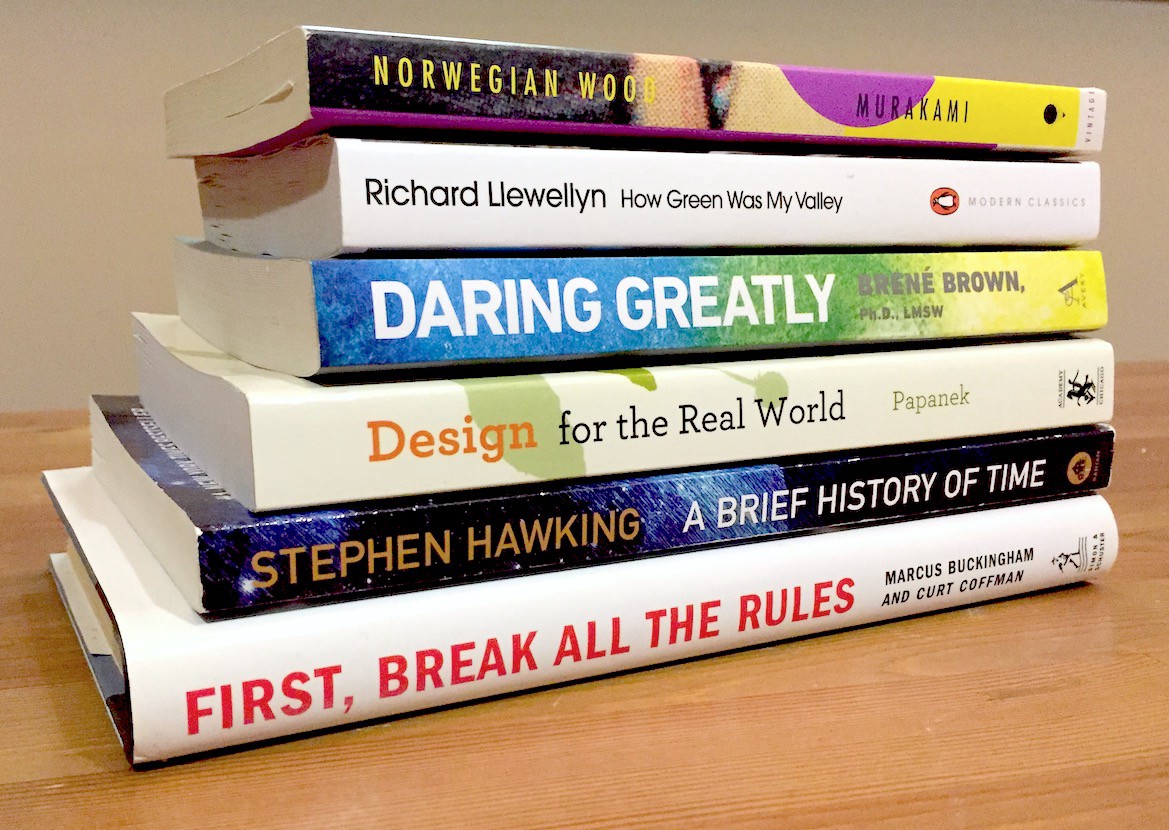 NORWEGIAN WOOD MURAKAMI VINTAGE
Richard Llewellyn How Green Was My Valley MODERN CLASSICS
DARING GREATLY BRENÉ BROWN,
Ph.D., LMSW
AVERY
Design for the Real World Papanek
ACADEMY
CHICAGO
STEPHEN HAWKING A BRIEF HISTORY OF TIME
BANTAM
FIRST, BREAK ALL THE RULES MARCUS BUCKINGHAM
AND CURT COFFMAN
SIMON &
SCHUSTER